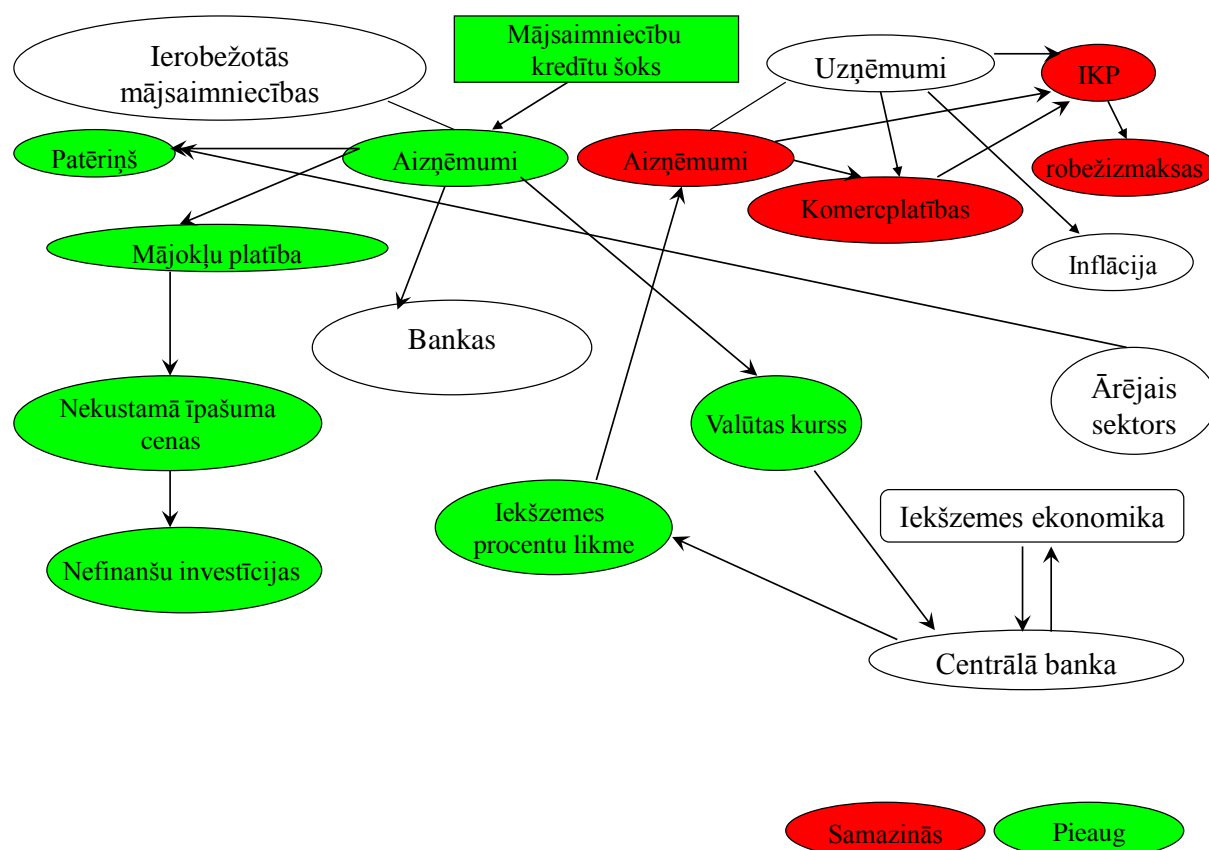 Ierobežotās
mājsaimniecības
Mājsaimniecību
kredītu šoks
Uzņēmumi
IKP
Patēriņš
Aizņēmumi
Aizņēmumi
robežizmaksas
Komercplatības
Mājokļu platība
Inflācija
Bankas
Ārējais
sektors
Nekustamā īpašuma
cenas
Valūtas kurss
Iekšzemes
procentu likme
Iekšzemes ekonomika
Nefinanšu investīcijas
Centrālā banka
Samazinās
Pieaug